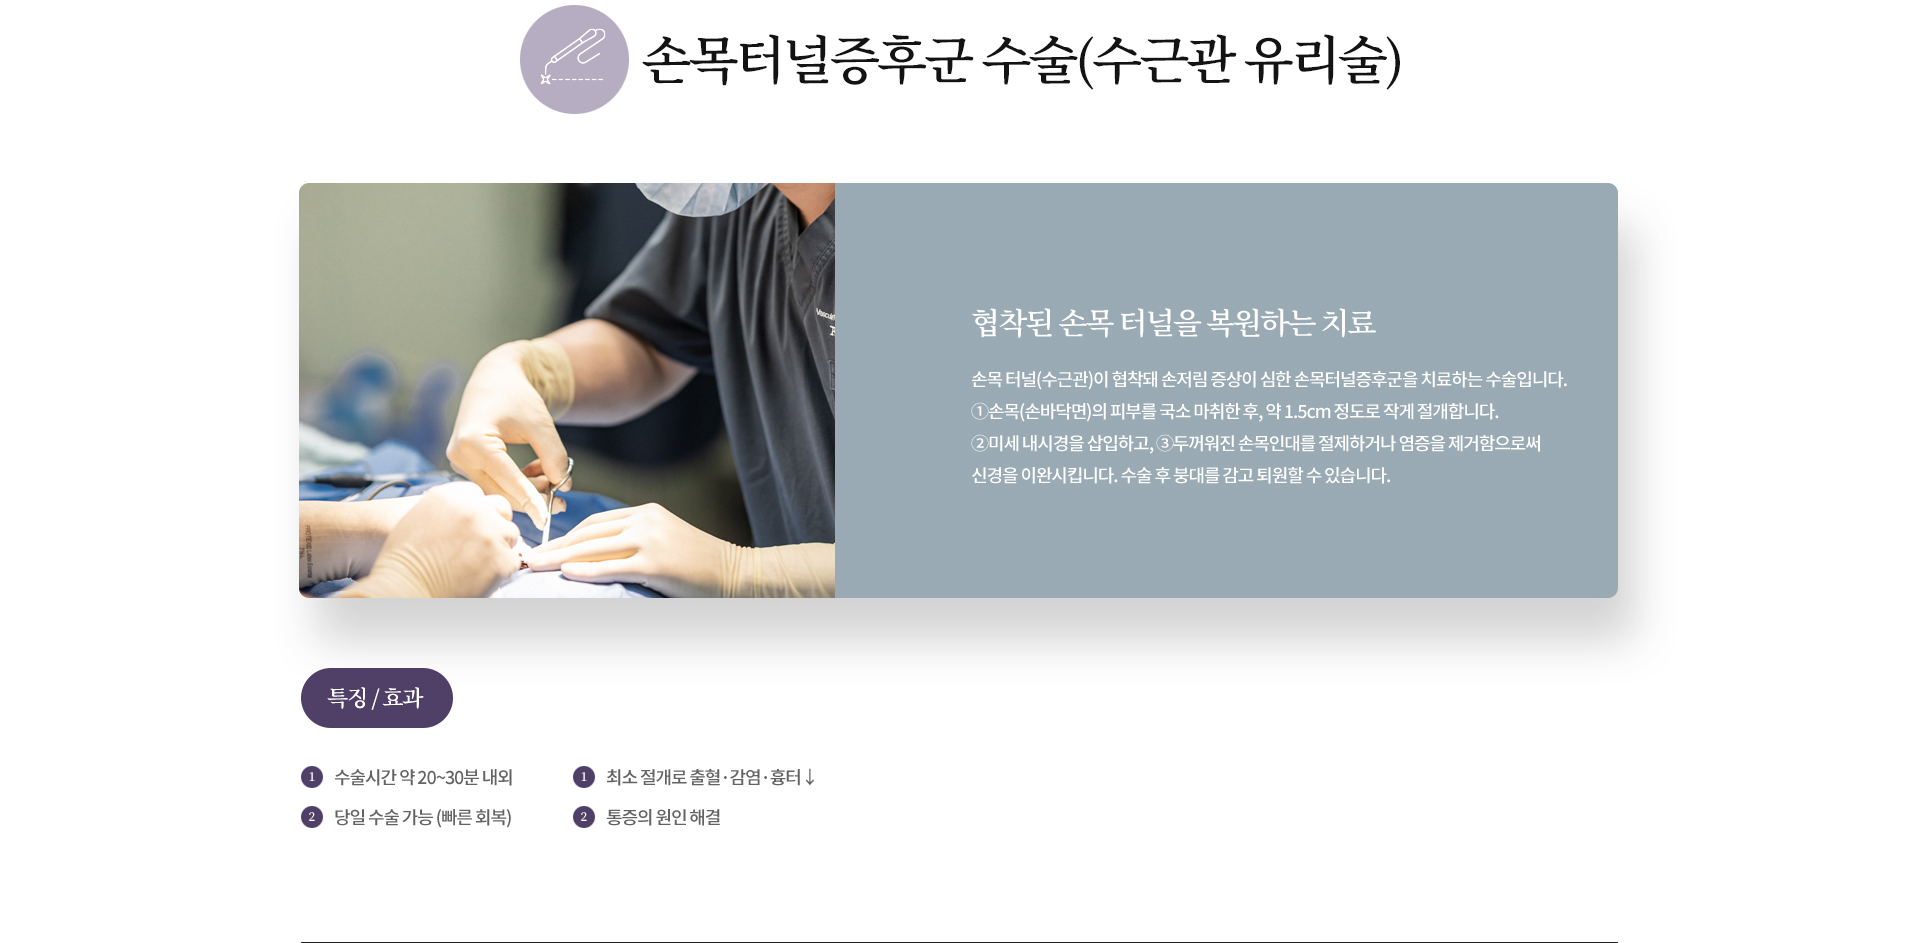 손목터널증후군 수술(수근관 유리술)
협착된 손목 터널을 복원하는 치료
손목 터널(수근관)이 협착돼 손저림 증상이 심한 손목터널증후군을 치료하는 수술입니다.
①손목(손바닥면)의 피부를 국소 마취한 후, 약 1.5cm 정도로 작게 절개합니다.
②미세 내시경을 삽입하고, ③두꺼워진 손목인대를 절제하거나 염증을 제거함으로써
신경을 이완시킵니다. 수술 후 붕대를 감고 퇴원할 수 있습니다.
특징 / 효과
1 수술시간 약 20~30분 내외
2 당일 수술 가능 (빠른 회복)
1 최소 절개로 출혈·감염·흉터↓
2 통증의 원인 해결